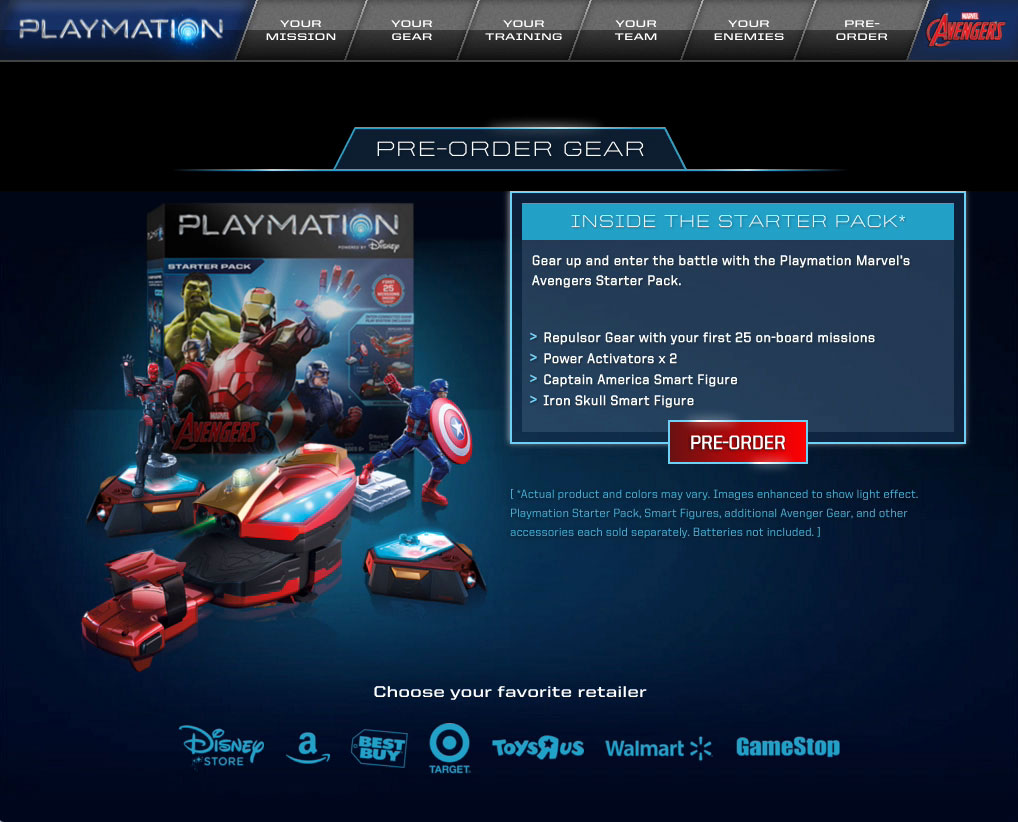 PLAYMATION
YOUR MISSION
YOUR GEAR
YOUR TRAINING
YOUR TEAM
YOUR ENEMIES
PRE-ORDER
MARVEL
AVENGERS
PRE-ORDER GEAR
PLAYMATION
POWERED BY Disney
STARTER PACK
FIRST
25
MARVEL
AVENGERS
INSIDE THE STARTER PACK*
Gear up and enter the battle with the Playmation Marvel's
Avengers Starter Pack.
> Repulsor Gear with your first 25 on-board missions
> Power Activators x 2
> Captain America Smart Figure
> Iron Skull Smart Figure
PRE-ORDER
[ *Actual product and colors may vary. Images enhanced to show light effect.
Playmation Starter Pack, Smart Figures, additional Avenger Gear, and other
accessories each sold separately. Batteries not included. ]
Choose your favorite retailer
Disney
STORE
a
BEST
BUY
TARGET
ToysRUs
Walmart
GameStop